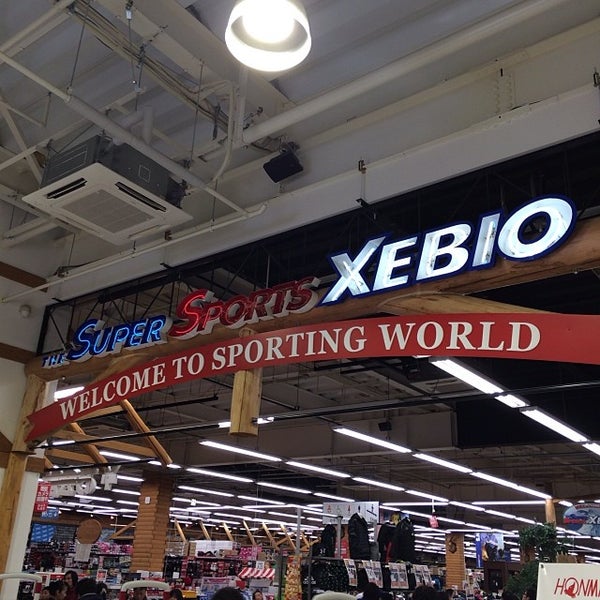 THE SUPER SPORTS XEBIO
WELCOME TO SPORTING WORLD
HONMA